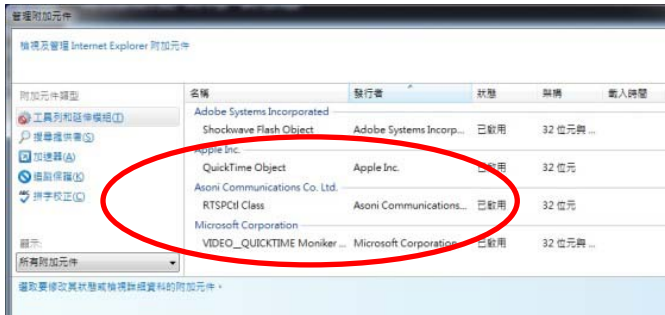 管理附加元件
檢視及管理 Internet Explorer 附加元件
附加元件類型
工具列和延伸模組(T)
搜尋提供者(S)
加速器(A)
追蹤保護(K)
拼字校正(C)
顯示:
所有附加元件
名稱 發行者 狀態 架構 載入時間
Adobe Systems Incorporated
Shockwave Flash Object Adobe Systems Incorp... 已啟用 32 位元與 ...
Apple Inc.
QuickTime Object Apple Inc. 已啟用 32 位元
Asoni Communications Co. Ltd.
RTSPCtl Class Asoni Communications... 已啟用 32 位元
Microsoft Corporation
VIDEO__QUICKTIME Moniker ... Microsoft Corporation 已啟用 32 位元與 ...
選取要修改其狀態或檢視詳細資料的附加元件。